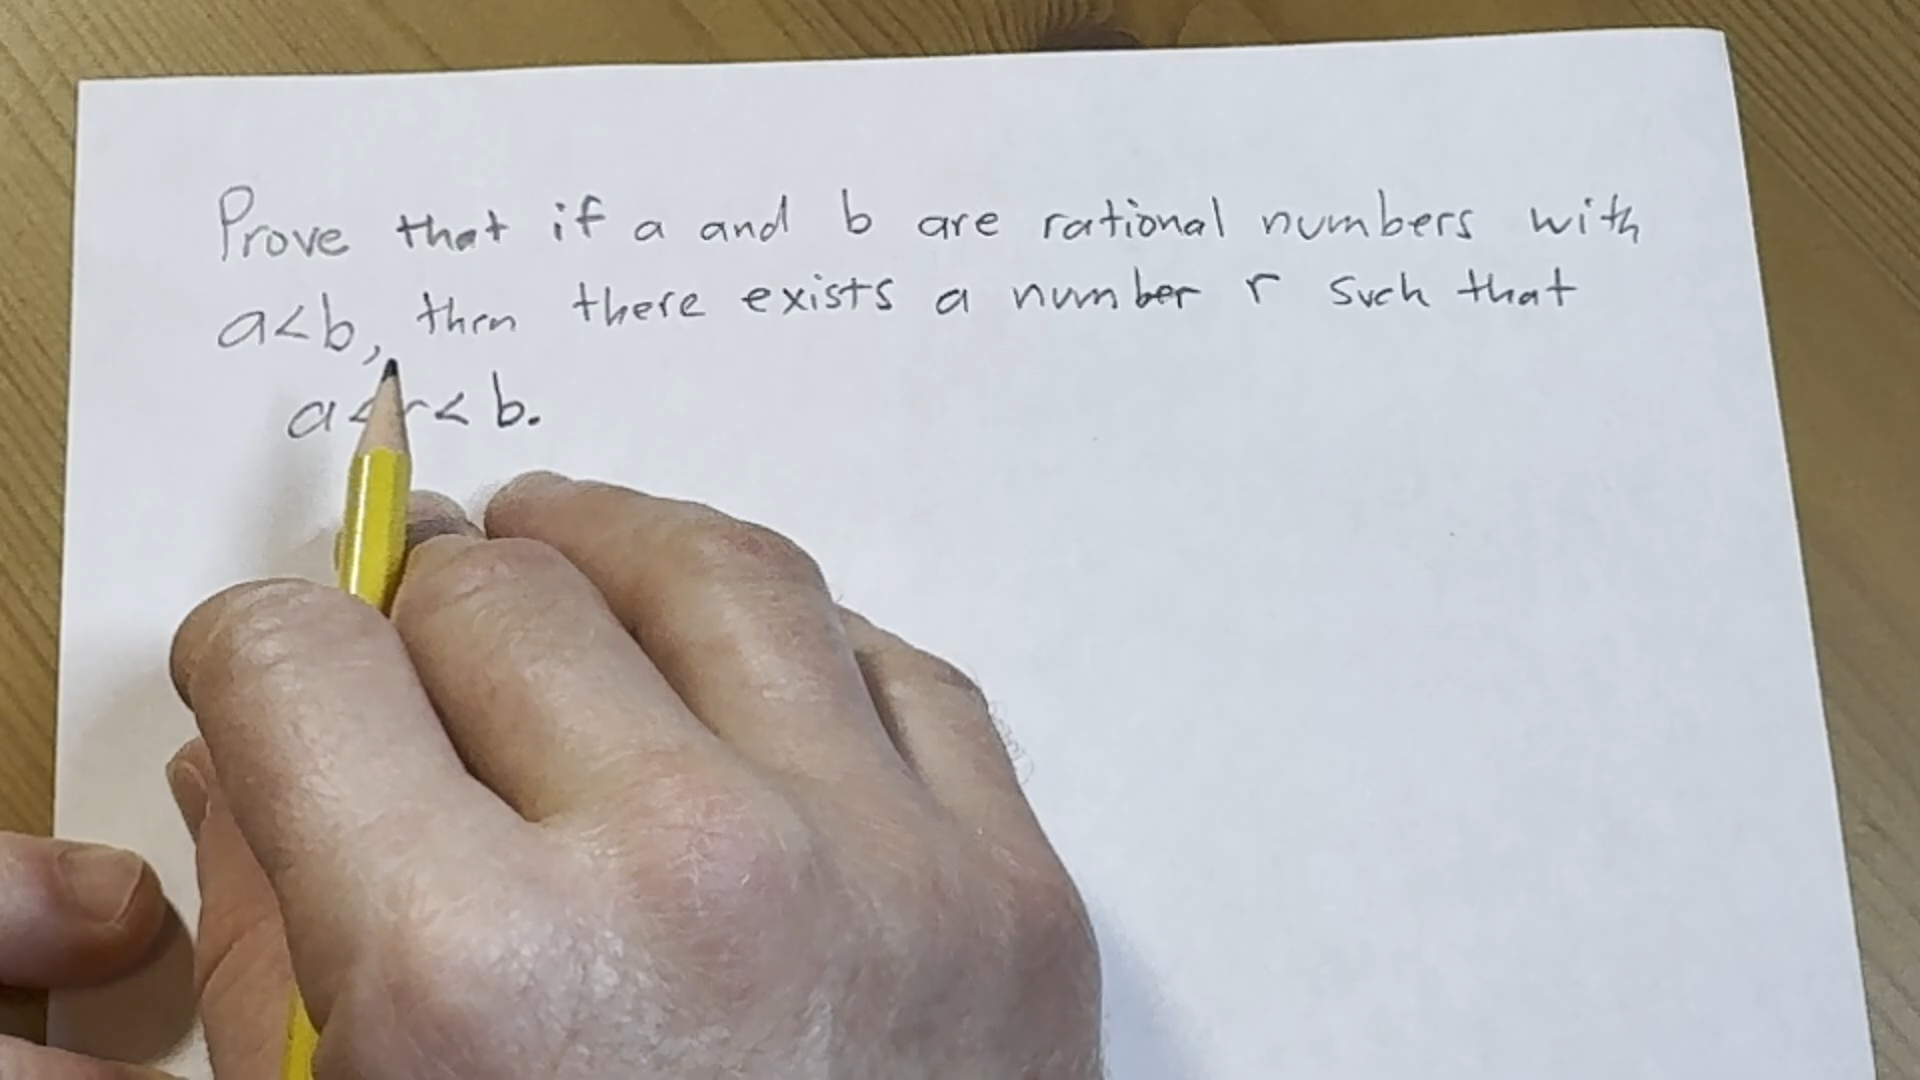 Prove that if a and b are rational numbers with
a<b, then there exists a number r such that
a<r<b.